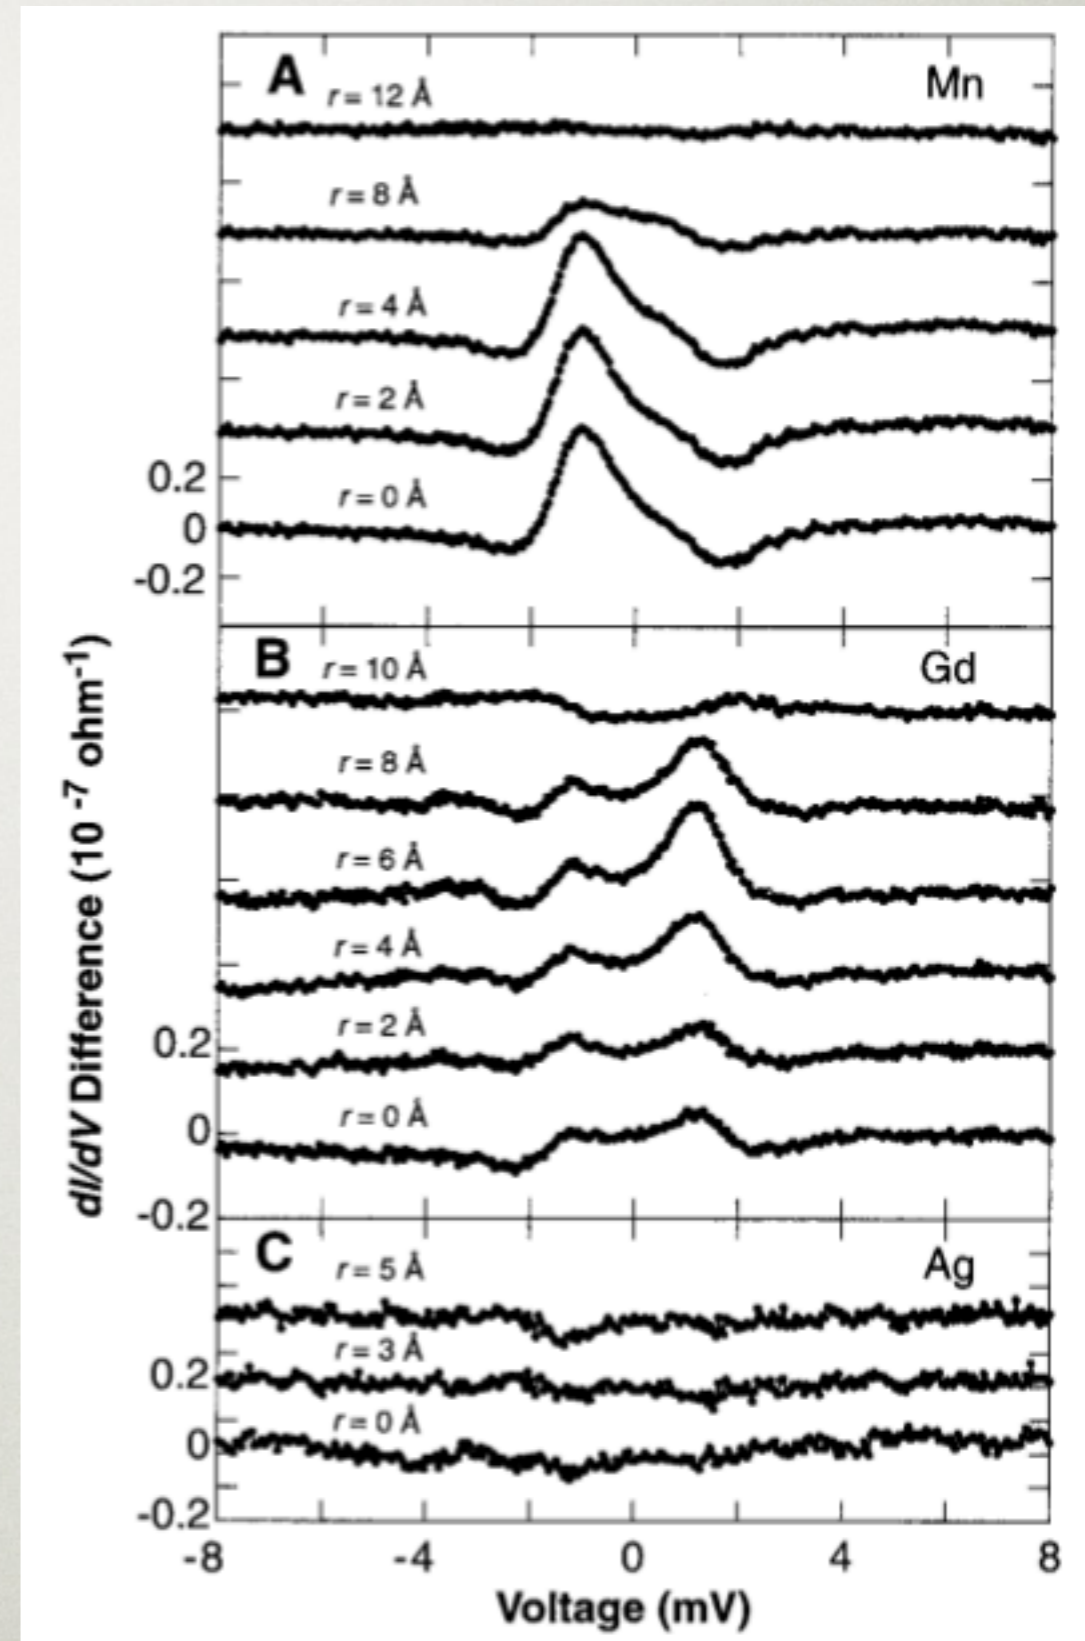 A
Mn
r = 12 Å
r = 8 Å
r = 4 Å
r = 2 Å
r = 0 Å
0.2
0
-0.2
B
Gd
r = 10 Å
r = 8 Å
r = 6 Å
r = 4 Å
r = 2 Å
r = 0 Å
0.2
0
-0.2
C
Ag
r = 5 Å
r = 3 Å
r = 0 Å
0.2
0
-0.2
-8 -4 0 4 8
Voltage (mV)
dI/dV Difference (10⁻⁷ ohm⁻¹)